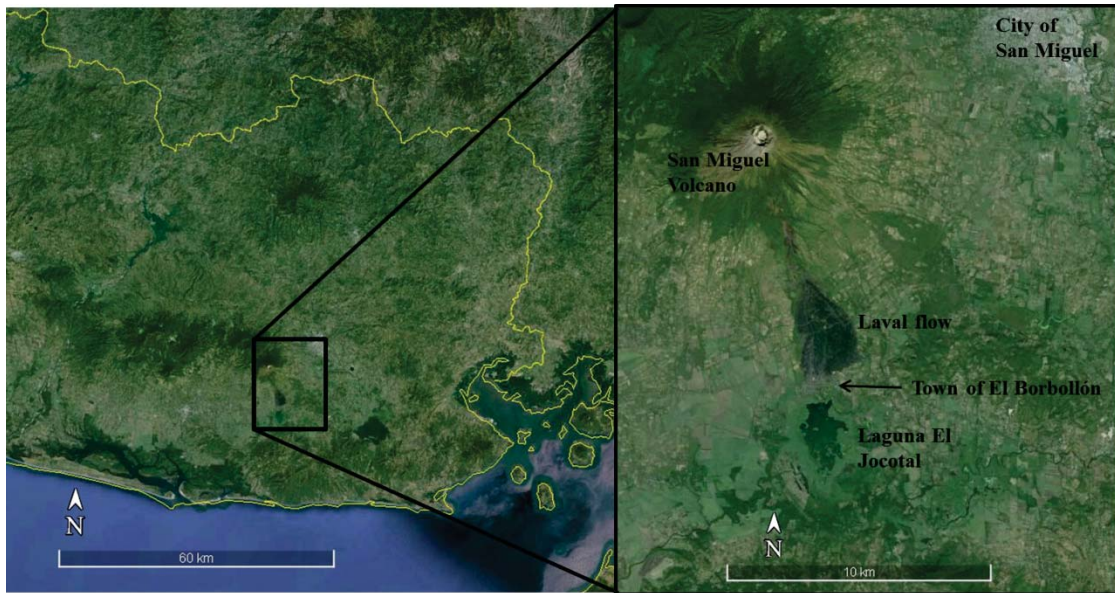 City of
San Miguel
San Miguel
Volcano
Laval flow
Town of El Borbollón
Laguna El
Jocotal
N
60 km
N
10 km